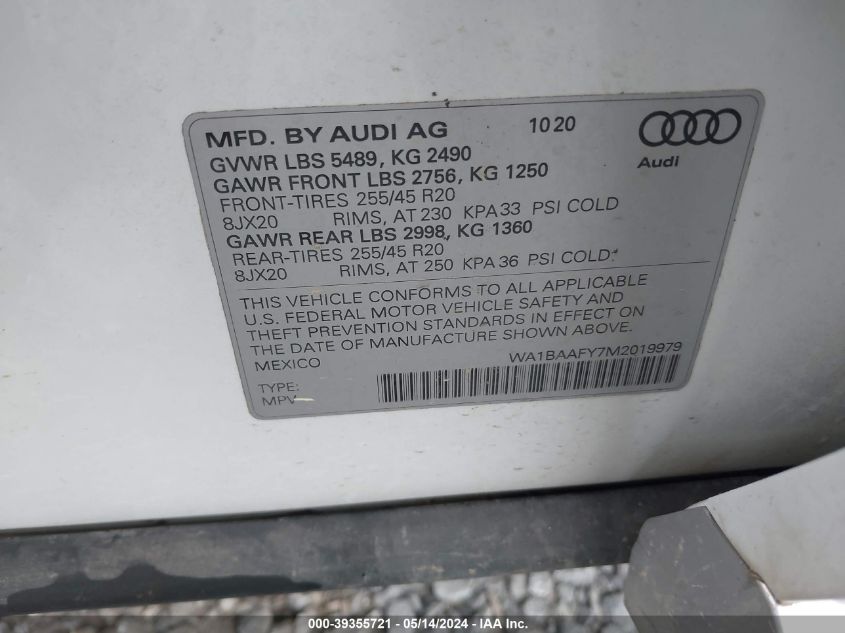 MFD. BY AUDI AG 1020
GVWR LBS 5489, KG 2490
GAWR FRONT LBS 2756, KG 1250
FRONT-TIRES 255/45 R20
8JX20 RIMS, AT 230 KPA33 PSI COLD
GAWR REAR LBS 2998, KG 1360
REAR-TIRES 255/45 R20
8JX20 RIMS, AT 250 KPA 36 PSI COLD.
Audi
THIS VEHICLE CONFORMS TO ALL APPLICABLE
U.S. FEDERAL MOTOR VEHICLE SAFETY AND
THEFT PREVENTION STANDARDS IN EFFECT ON
THE DATE OF MANUFACTURE SHOWN ABOVE.
MEXICO WA1BAAFY7M2019979
TYPE:
MPV
000-39355721 - 05/14/2024 - IAA Inc.